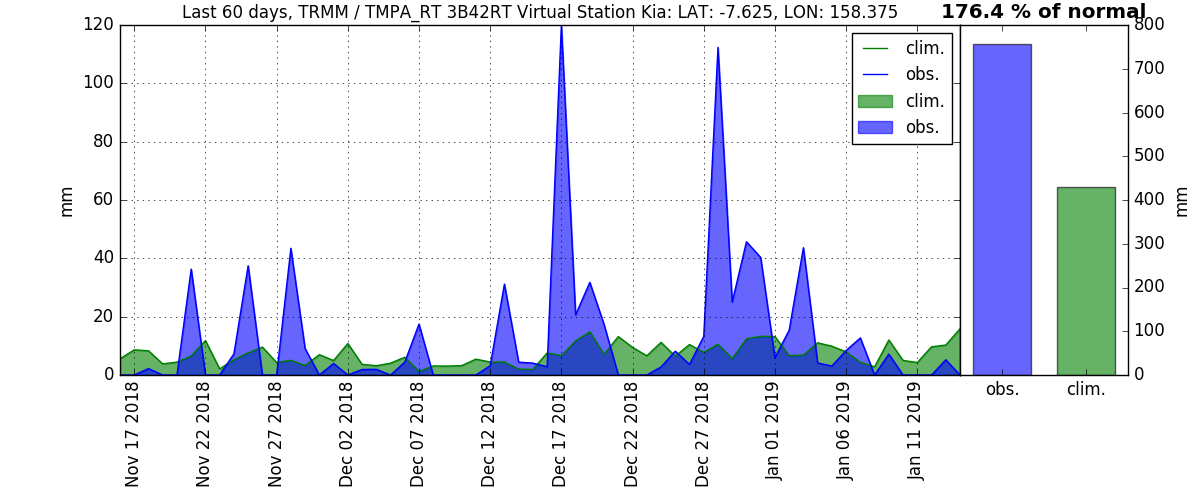 Last 60 days, TRMM / TMPA_RT 3B42RT Virtual Station Kia: LAT: -7.625, LON: 158.375
176.4 % of normal
120
100
80
60
40
20
0
mm
clim.
obs.
clim.
obs.
800
700
600
500
400
300
200
100
0
mm
Nov 17 2018
Nov 22 2018
Nov 27 2018
Dec 02 2018
Dec 07 2018
Dec 12 2018
Dec 17 2018
Dec 22 2018
Dec 27 2018
Jan 01 2019
Jan 06 2019
Jan 11 2019
obs.
clim.